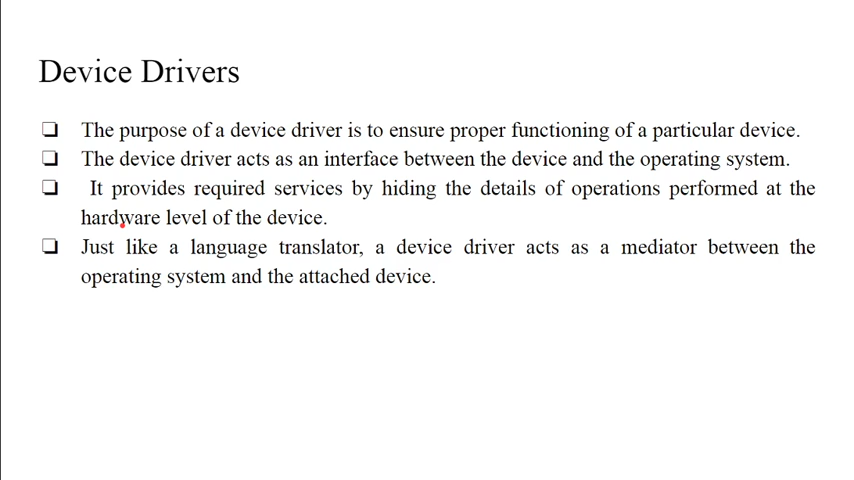 Device Drivers
❏ The purpose of a device driver is to ensure proper functioning of a particular device.
❏ The device driver acts as an interface between the device and the operating system.
❏ It provides required services by hiding the details of operations performed at the
hardware level of the device.
❏ Just like a language translator, a device driver acts as a mediator between the
operating system and the attached device.